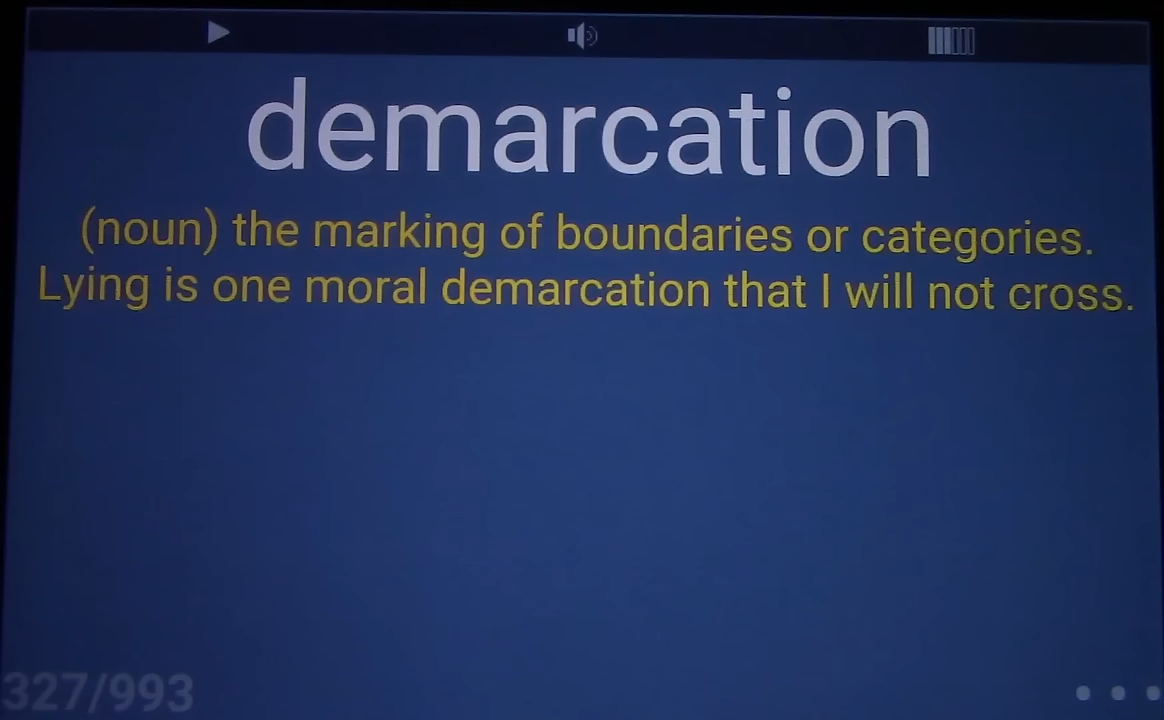 demarcation
(noun) the marking of boundaries or categories.
Lying is one moral demarcation that I will not cross.
327/993